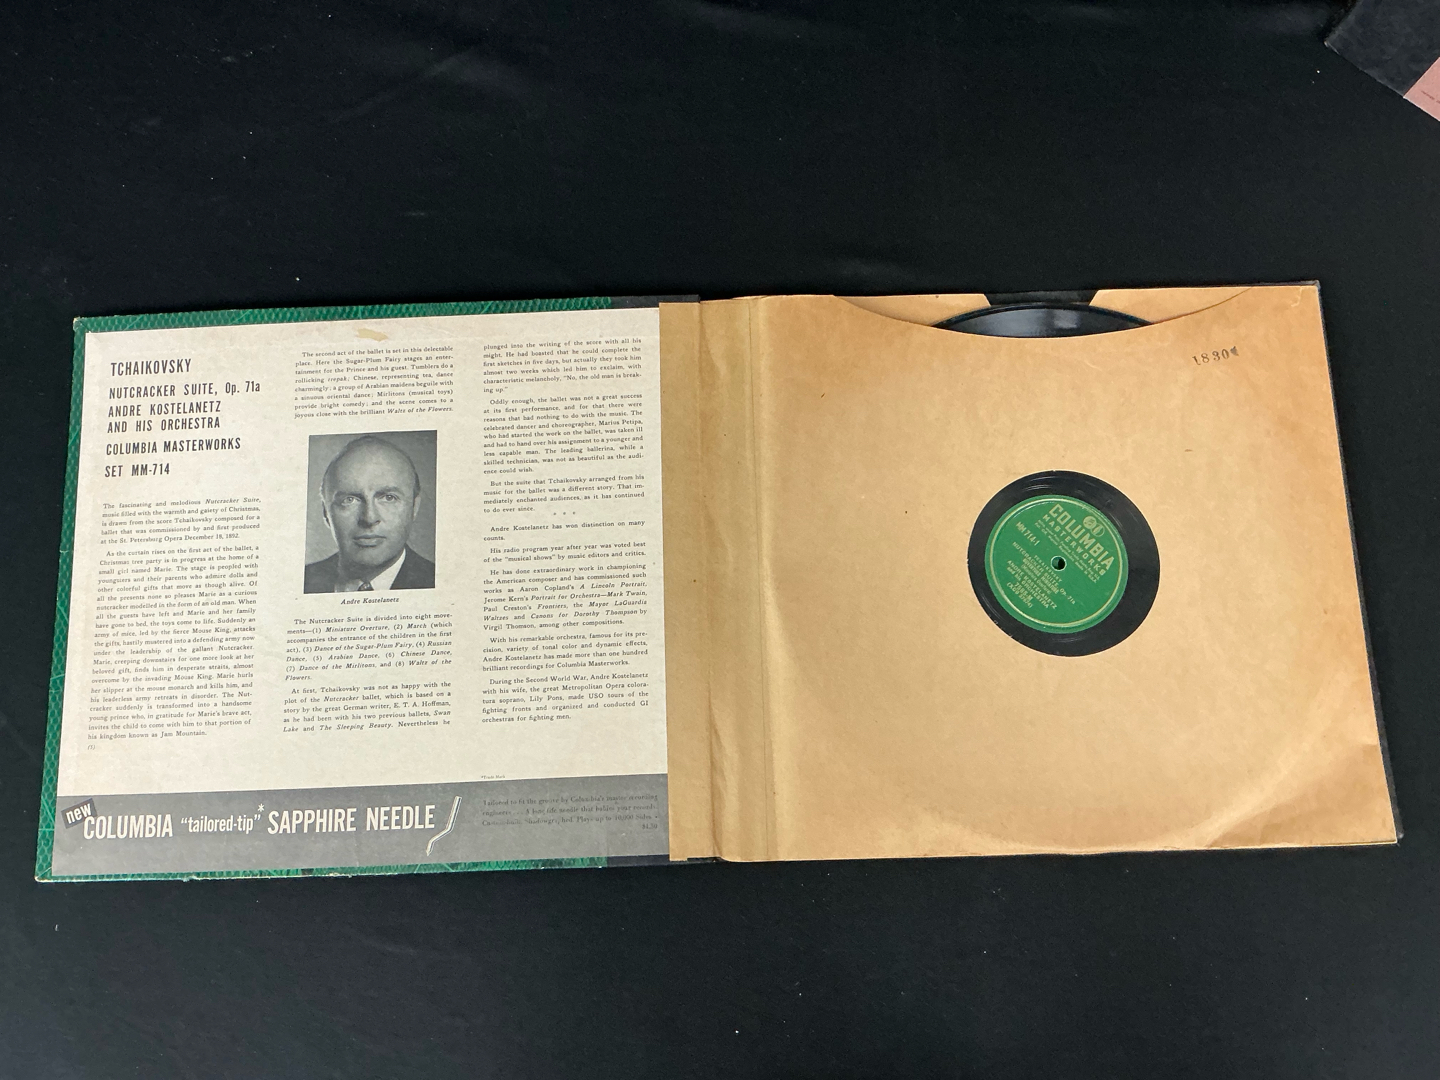 TCHAIKOVSKY
NUTCRACKER SUITE, Op. 71a
ANDRE KOSTELANETZ
AND HIS ORCHESTRA
COLUMBIA MASTERWORKS
SET MM-714
The fascinating and melodious Nutcracker Suite,
music filled with the warmth and gaiety of Christmas,
is drawn from the score Tchaikovsky composed for a
ballet that was commissioned by and first produced
at the St. Petersburg Opera December 18, 1892.
As the curtain rises on the first act of the ballet, a
Christmas tree party is in progress at the home of a
small girl named Marie. The stage is peopled with
youngsters and their parents who admire dolls and
other colorful gifts that move as though alive. Of
all the presents none so pleases Marie as a curious
nutcracker modelled in the form of an old man. When
all the guests have left and Marie and her family
have gone to bed, the toys come to life. Suddenly an
army of mice, led by the fierce Mouse King, attacks
the gifts, hastily mustered into a defending army now
under the leadership of the gallant Nutcracker.
Marie, creeping downstairs for one more look at her
beloved gift, finds him in desperate straits, almost
overcome by the invading Mouse King. Marie hurls
her slipper at the mouse monarch and kills him, and
his leaderless army retreats in disorder. The Nut-
cracker suddenly is transformed into a handsome
young prince who, in gratitude for Marie's brave act,
invites the child to come with him to that portion of
his kingdom known as Jam Mountain.
The second act of the ballet is set in this delectable
place. Here the Sugar-Plum Fairy stages an enter-
tainment for the Prince and his guest. Tumblers do a
rollicking trepak; Chinese, representing tea, dance
charmingly; a group of Arabian maidens beguile with
a sinuous oriental dance; Mirlitons (musical toys)
provide bright comedy; and the scene comes to a
joyous close with the brilliant Waltz of the Flowers.
Andre Kostelanetz
The Nutcracker Suite is divided into eight move-
ments—(1) Miniature Overture, (2) March (which
accompanies the entrance of the children in the first
act), (3) Dance of the Sugar-Plum Fairy, (4) Russian
Dance, (5) Arabian Dance, (6) Chinese Dance,
(7) Dance of the Mirlitons, and (8) Waltz of the
Flowers.
At first, Tchaikovsky was not as happy with the
plot of the Nutcracker ballet, which is based on a
story by the great German writer, E. T. A. Hoffman,
as he had been with his two previous ballets, Swan
Lake and The Sleeping Beauty. Nevertheless he
plunged into the writing of the score with all his
might. He had boasted that he could complete the
first sketches in five days, but actually they took him
almost two weeks which led him to exclaim, with
characteristic melancholy, "No, the old man is break-
ing up."
Oddly enough, the ballet was not a great success
at its first performance, and for that there were
reasons that had nothing to do with the music. The
celebrated dancer and choreographer, Marius Petipa,
who had started the work on the ballet, was taken ill
and had to hand over his assignment to a younger and
less capable man. The leading ballerina, while a
skilled technician, was not as beautiful as the audi-
ence could wish.
But the suite that Tchaikovsky arranged from his
music for the ballet was a different story. That im-
mediately enchanted audiences, as it has continued
to do ever since.
* * *
Andre Kostelanetz has won distinction on many
counts.
His radio program year after year was voted best
of the "musical shows" by music editors and critics.
He has done extraordinary work in championing
the American composer and has commissioned such
works as Aaron Copland's A Lincoln Portrait,
Jerome Kern's Portrait for Orchestra—Mark Twain,
Paul Creston's Frontiers, the Mayor LaGuardia
Waltzes and Canons for Dorothy Thompson by
Virgil Thomson, among other compositions.
With his remarkable orchestra, famous for its pre-
cision, variety of tonal color and dynamic effects,
Andre Kostelanetz has made more than one hundred
brilliant recordings for Columbia Masterworks.
During the Second World War, Andre Kostelanetz
with his wife, the great Metropolitan Opera colora-
tura soprano, Lily Pons, made USO tours of the
fighting fronts and organized and conducted GI
orchestras for fighting men.
*Trade Mark
new
COLUMBIA "tailored-tip"* SAPPHIRE NEEDLE
Tailored to fit the groove by Columbia's master recording
$1.50
1830
COLUMBIA
MASTERWORKS
MM714-1
NUTCRACKER SUITE, Op. 71a
ANDRE KOSTELANETZ